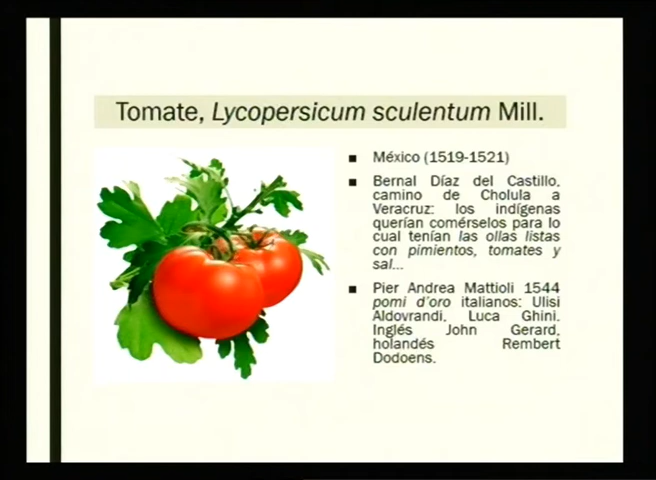 Tomate, Lycopersicum sculentum Mill.
México (1519-1521)
Bernal Díaz del Castillo,
camino de Cholula a
Veracruz: los indígenas
querían comérselos para lo
cual tenían las ollas listas
con pimientos, tomates y
sal...
Pier Andrea Mattioli 1544
pomi d'oro italianos: Ulisi
Aldovrandi, Luca Ghini.
Inglés John Gerard,
holandés Rembert
Dodoens.